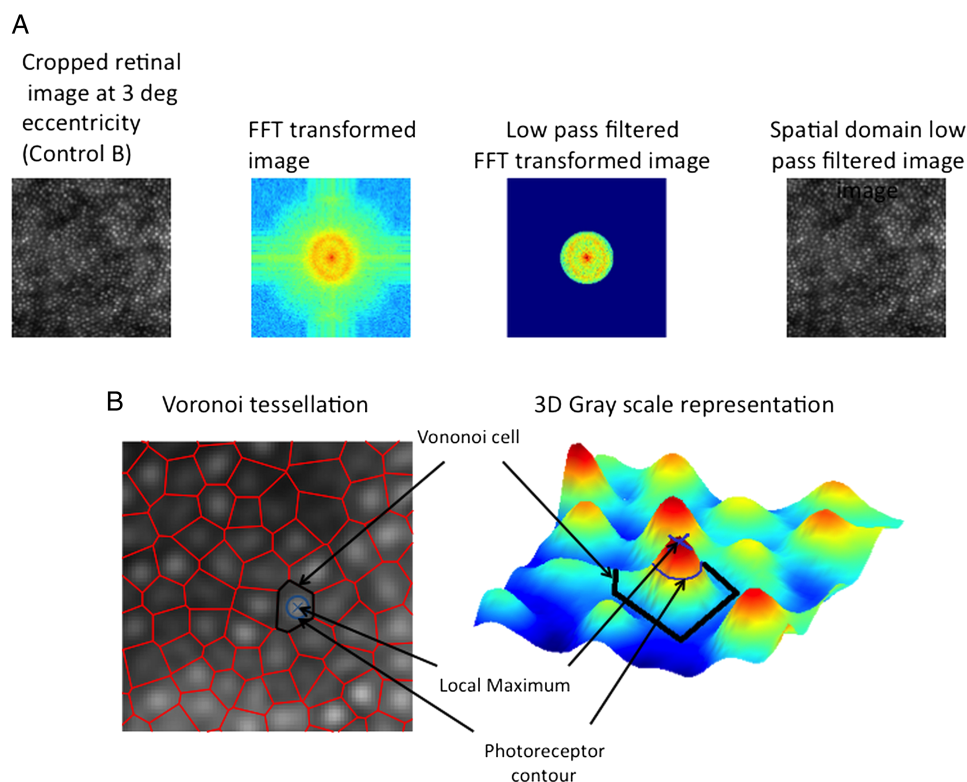 A
Cropped retinal
image at 3 deg
eccentricity
(Control B)
FFT transformed
image
Low pass filtered
FFT transformed image
Spatial domain low
pass filtered image
image
B
Voronoi tessellation
3D Gray scale representation
Vononoi cell
Local Maximum
Photoreceptor
contour